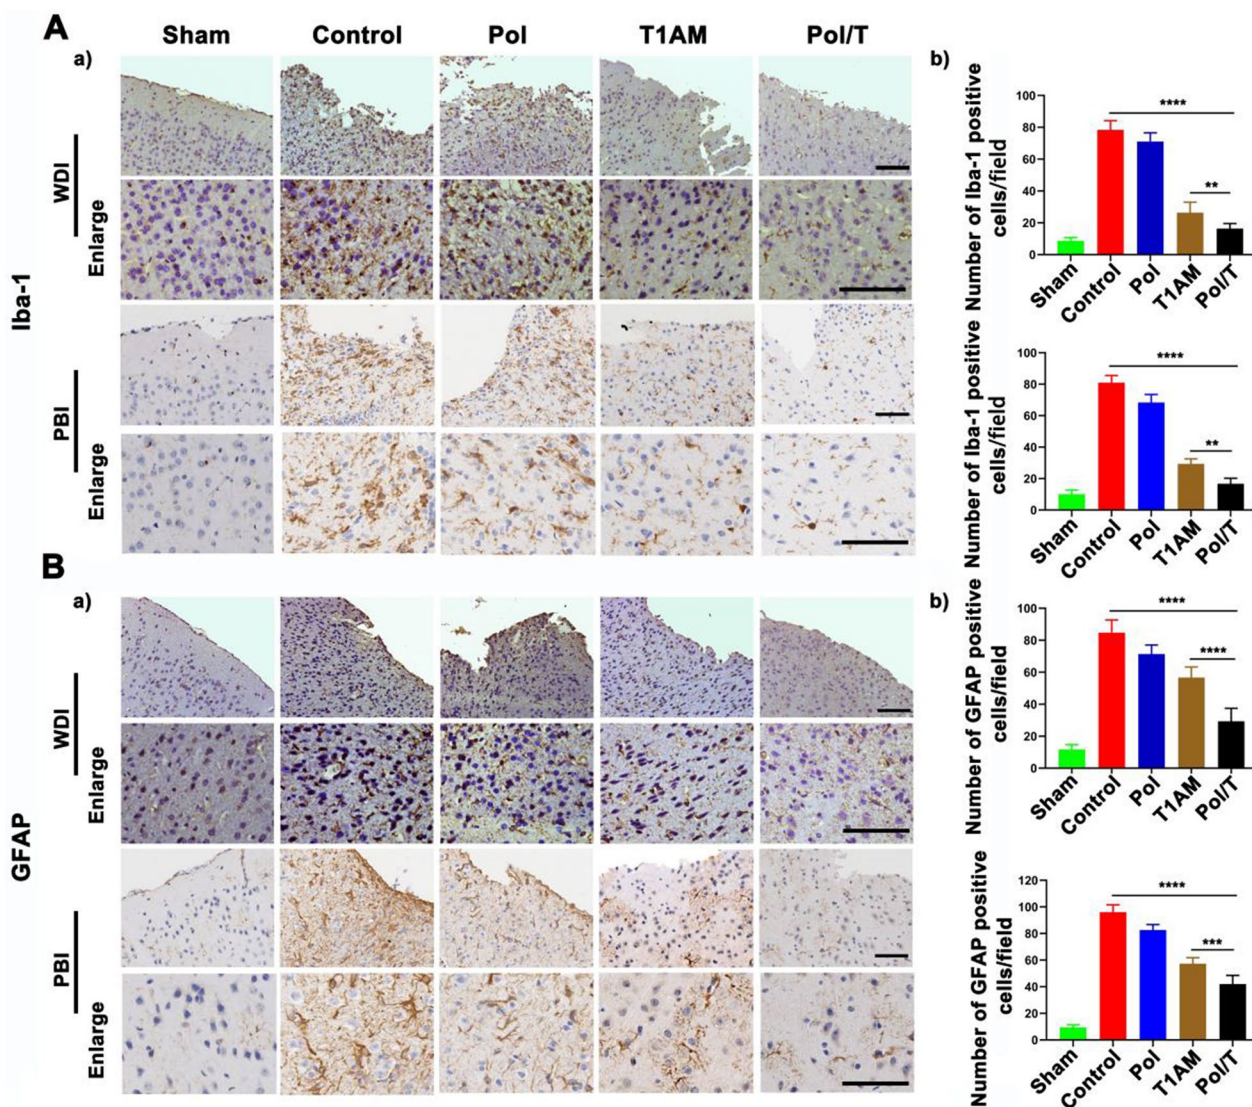 A
Sham Control Pol T1AM Pol/T
a)
b)
Iba-1
WDI
Enlarge
PBI
Enlarge
Number of Iba-1 positive
cells/field
100
80
60
40
20
0
****
**
Sham Control Pol T1AM Pol/T
Number of Iba-1 positive
cells/field
100
80
60
40
20
0
****
**
Sham Control Pol T1AM Pol/T
B
a)
b)
GFAP
WDI
Enlarge
PBI
Enlarge
Number of GFAP positive
cells/field
100
80
60
40
20
0
****
****
Sham Control Pol T1AM Pol/T
Number of GFAP positive
cells/field
120
100
80
60
40
20
0
****
***
Sham Control Pol T1AM Pol/T